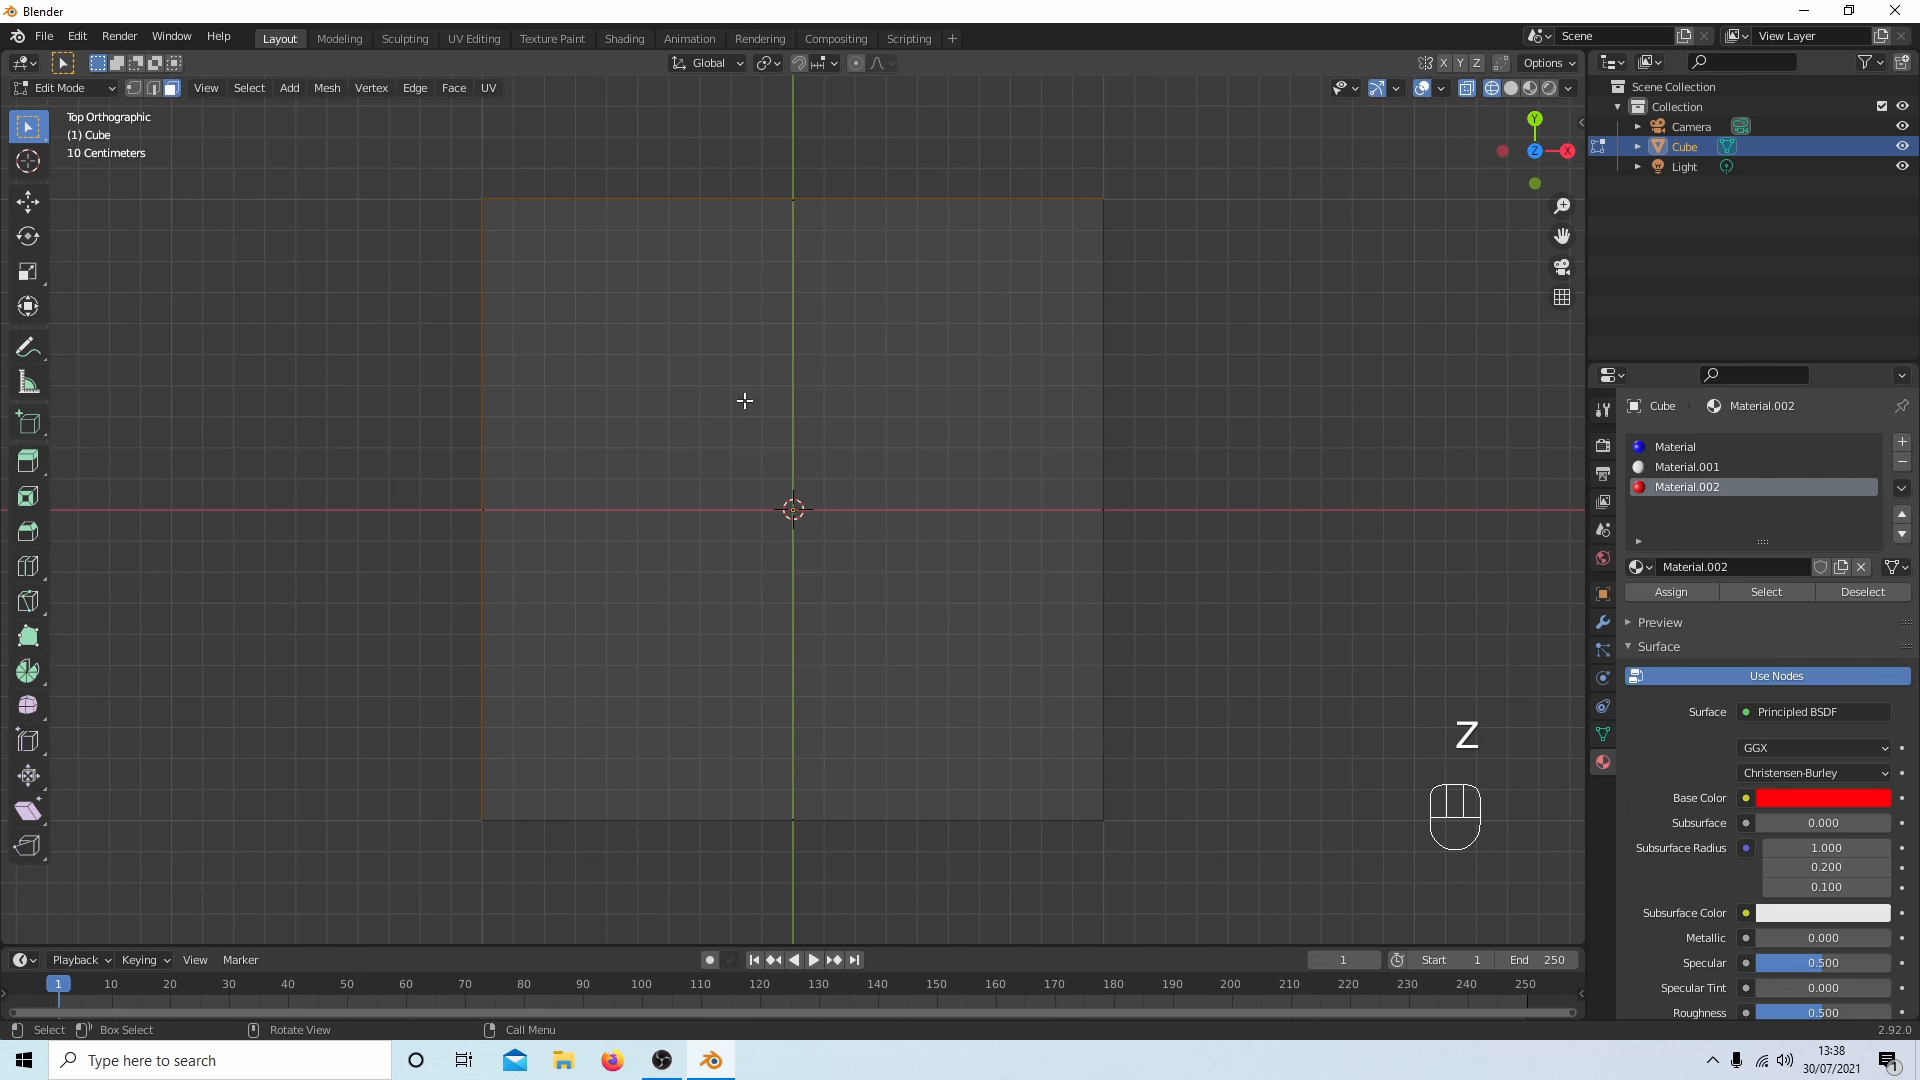 Blender
File Edit Render Window Help Layout Modeling Sculpting UV Editing Texture Paint Shading Animation Rendering Compositing Scripting + Scene View Layer
Global X Y Z Options
Edit Mode View Select Add Mesh Vertex Edge Face UV
Scene Collection
Collection
Camera
Cube
Light
Top Orthographic
(1) Cube
10 Centimeters
Y
Z X
Cube Material.002
Material
Material.001
Material.002
Material.002
Assign Select Deselect
Preview
Surface
Use Nodes
Surface Principled BSDF
GGX
Christensen-Burley
Base Color
Subsurface 0.000
Subsurface Radius 1.000
0.200
0.100
Subsurface Color
Metallic 0.000
Specular 0.500
Specular Tint 0.000
Roughness 0.500
Z
Playback Keying View Marker 1 Start 1 End 250
1 10 20 30 40 50 60 70 80 90 100 110 120 130 140 150 160 170 180 190 200 210 220 230 240 250
Select Box Select Rotate View Call Menu 2.92.0
Type here to search
13:38
30/07/2021
1